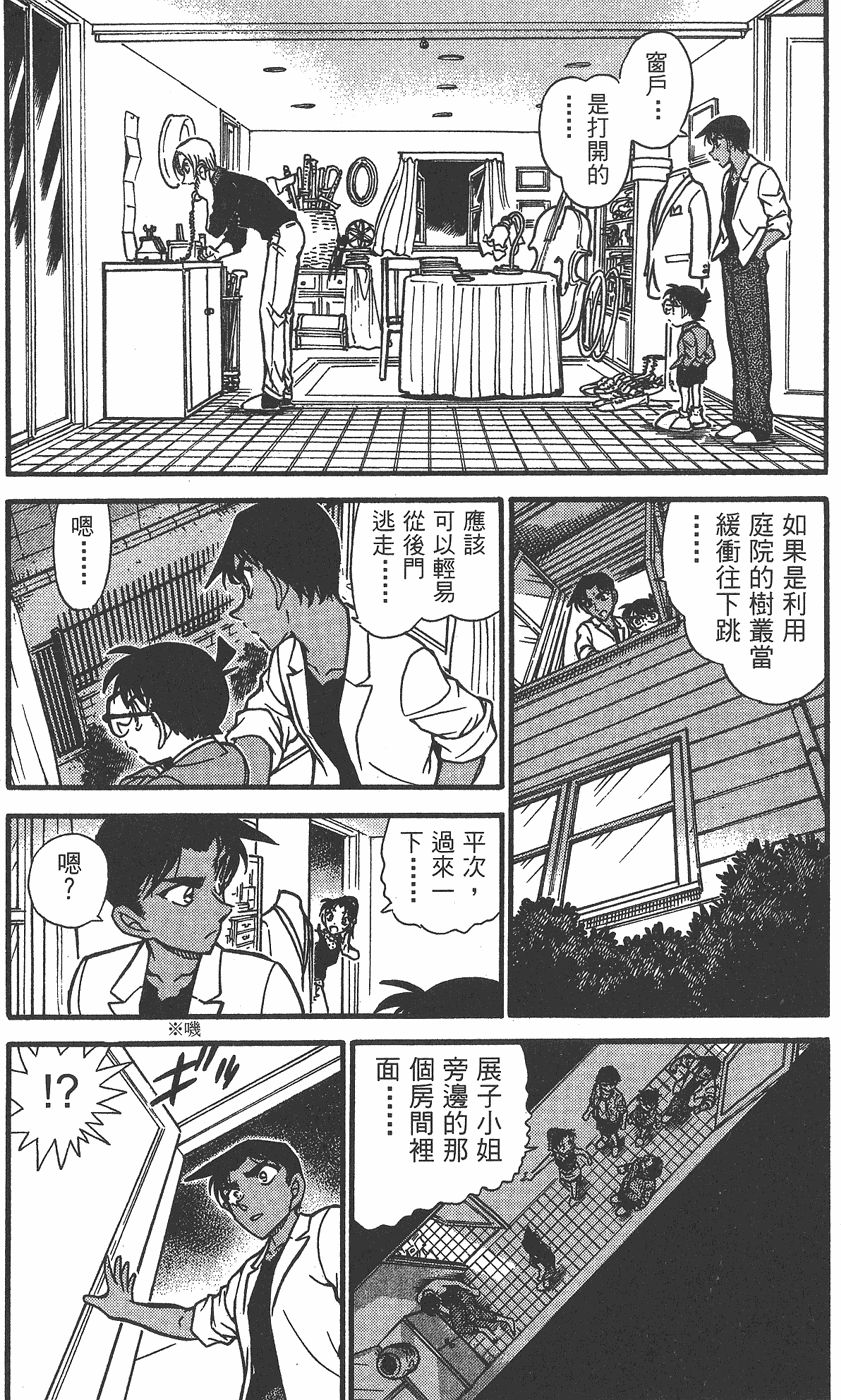 窗戶…
是打開的
……
如果是利用
庭院的樹叢當
緩衝往下跳
……
應該
可以輕易
從後門
逃走……
嗯……
平次，
過來一
下……
嗯？
※嘰
ギッ
展子小姐
旁邊的那
個房間裡
面……
!?